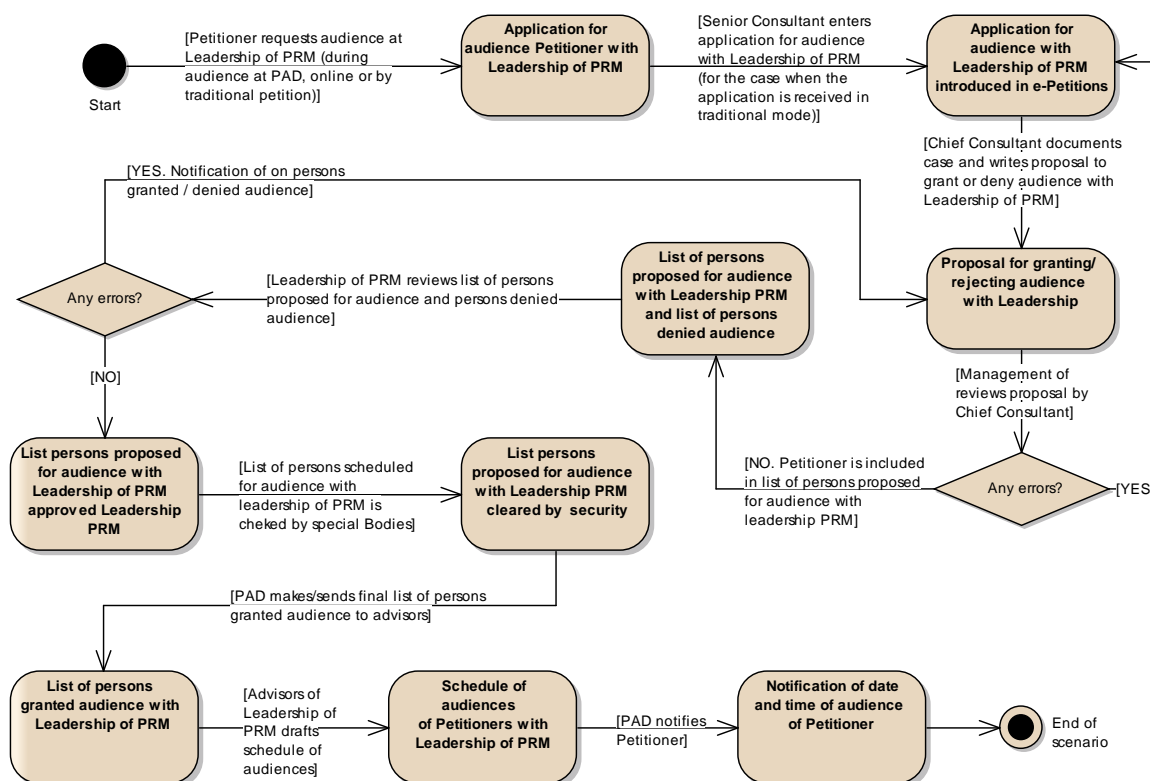 Start
[Petitioner requests audience at
Leadership of PRM (during
audience at PAD, online or by
traditional petition)]
Application for
audience Petitioner with
Leadership of PRM
[Senior Consultant enters
application for audience
with Leadership of PRM
(for the case when the
application is received in
traditional mode)]
Application for
audience with
Leadership of PRM
introduced in e-Petitions
[Chief Consultant documents
case and writes proposal to
grant or deny audience with
Leadership of PRM]
[YES. Notification of on persons
granted / denied audience]
Any errors?
[Leadership of PRM reviews list of persons
proposed for audience and persons denied
audience]
List of persons
proposed for audience
with Leadership PRM
and list of persons
denied audience
Proposal for granting/
rejecting audience
with Leadership
[Management of
reviews proposal by
Chief Consultant]
[NO]
List persons proposed
for audience with
Leadership of PRM
approved Leadership
PRM
[List of persons scheduled
for audience with
leadership of PRM is
cheked by special Bodies]
List persons
proposed for audience
with Leadership PRM
cleared by security
[NO. Petitioner is included
in list of persons proposed
for audience with
leadership PRM]
Any errors?
[YES
[PAD makes/sends final list of persons
granted audience to advisors]
List of persons
granted audience with
Leadership of PRM
[Advisors of
Leadership of
PRM drafts
schedule of
audiences]
Schedule of
audiences
of Petitioners with
Leadership of PRM
[PAD notifies
Petitioner]
Notification of date
and time of audience
of Petitioner
End of
scenario